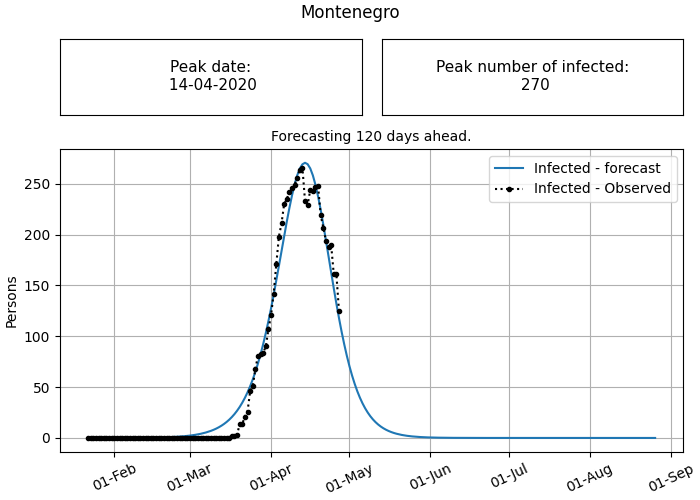 Montenegro
Peak date:
14-04-2020
Peak number of infected:
270
Forecasting 120 days ahead.
Infected - forecast
Infected - Observed
Persons
250
200
150
100
50
0
01-Feb
01-Mar
01-Apr
01-May
01-Jun
01-Jul
01-Aug
01-Sep